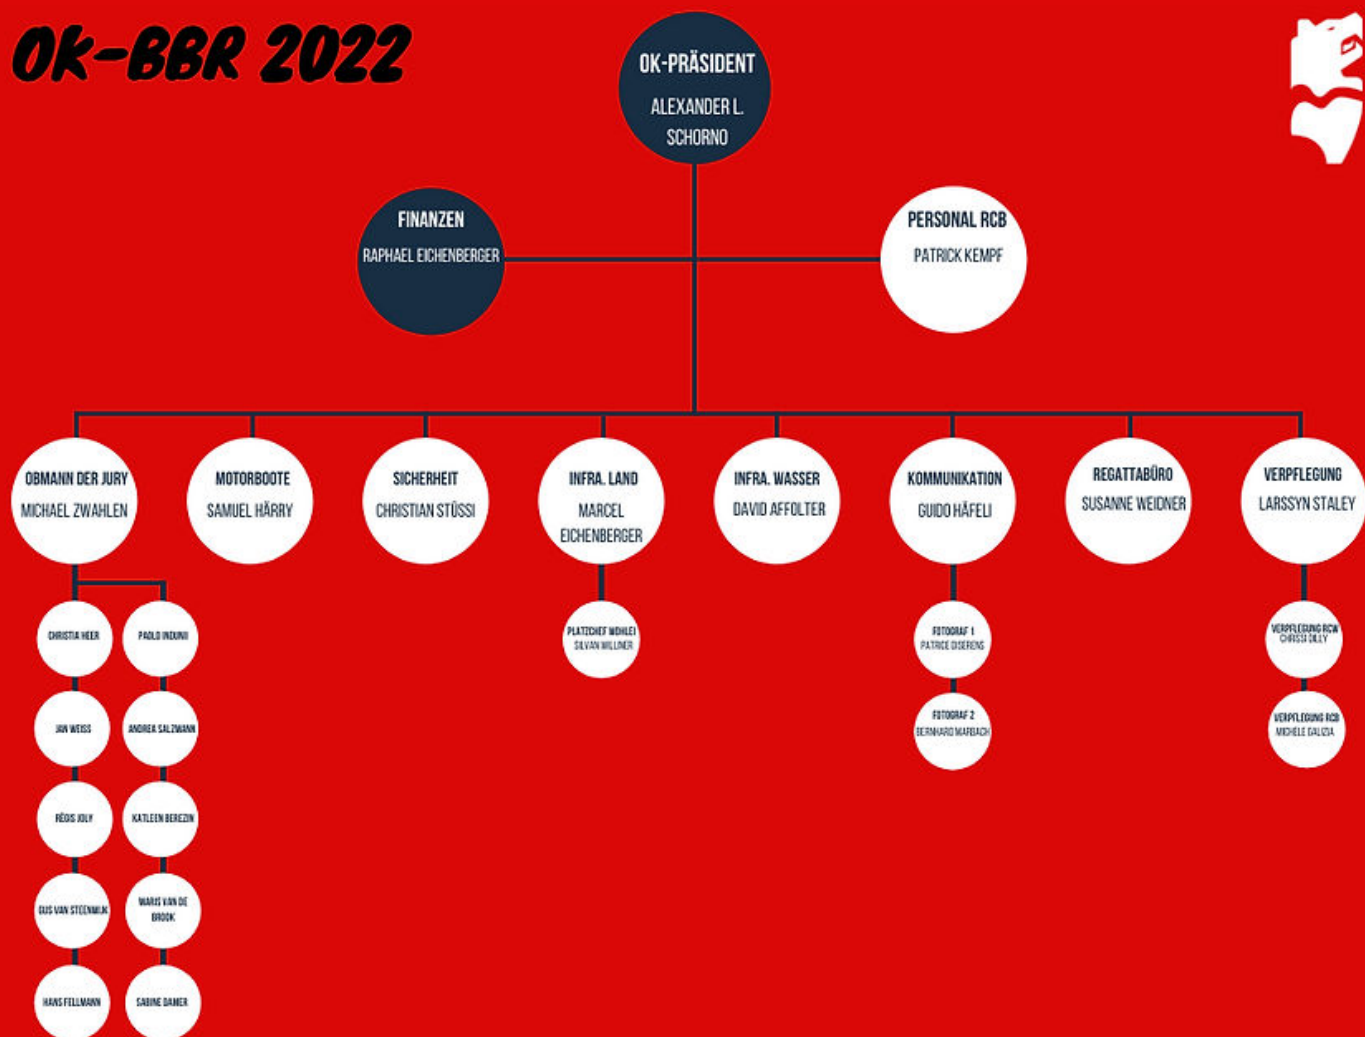 OK-BBR 2022
OK-PRÄSIDENT
ALEXANDER L.
SCHORNO
FINANZEN
RAPHAEL EICHENBERGER
PERSONAL RCB
PATRICK KEMPF
OBMANN DER JURY
MICHAEL ZWAHLEN
MOTORBOOTE
SAMUEL HÄRRY
SICHERHEIT
CHRISTIAN STÜSSI
INFRA. LAND
MARCEL
EICHENBERGER
INFRA. WASSER
DAVID AFFOLTER
KOMMUNIKATION
GUIDO HÄFELI
REGATTABÜRO
SUSANNE WEIDNER
VERPFLEGUNG
LARSSYN STALEY
CHRISTIA HEER
PAOLO INDUNII
PLATZCHEF WOHLEI
SILVAN WILLINER
FOTOGRAF 1
PATRICE DISERENS
VERPFLEGUNG RCW
CHRISSI DILLY
JAN WEISS
ANDREA SALZMANN
FOTOGRAF 2
BERNHARD MARBACH
VERPFLEGUNG RCB
MICHELE GALIZIA
RÉGIS JOLY
KATLEEN BEREZIN
GUS VAN STEENWIJK
MARIS VAN DE
BROOK
HANS FELLMANN
SABINE